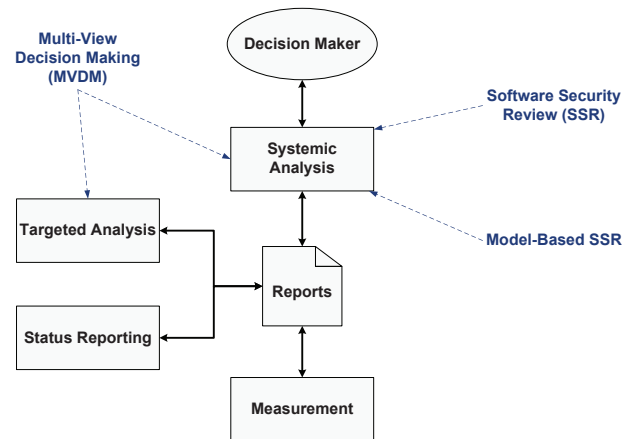 Multi-View
Decision Making
(MVDM)
Decision Maker
Software Security
Review (SSR)
Systemic
Analysis
Targeted Analysis
Model-Based SSR
Reports
Status Reporting
Measurement